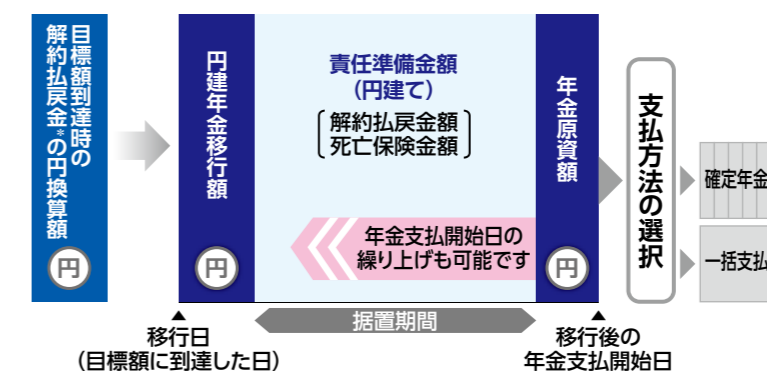 目標額到達時の
解約払戻金*の円換算額
円
円建年金移行額
円
責任準備金額
（円建て）
解約払戻金額
死亡保険金額
年金支払開始日の
繰り上げも可能です
年金原資額
円
支払方法の選択
確定年金
一括支払
▲
移行日
（目標額に到達した日）
据置期間
▲
移行後の
年金支払開始日